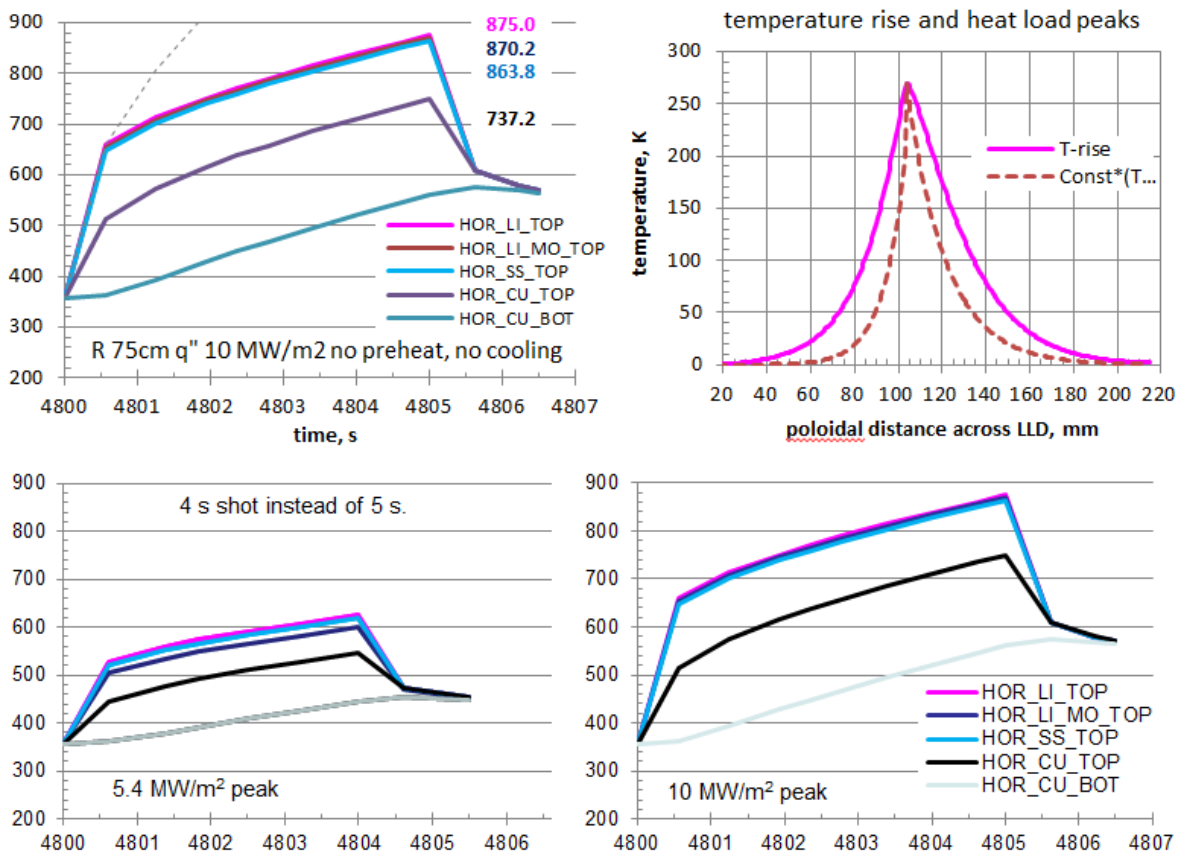 900
800
700
600
500
400
300
200
4800 4801 4802 4803 4804 4805 4806 4807
time, s
875.0
870.2
863.8
737.2
HOR_LI_TOP
HOR_LI_MO_TOP
HOR_SS_TOP
HOR_CU_TOP
HOR_CU_BOT
R 75cm q" 10 MW/m2 no preheat, no cooling
temperature rise and heat load peaks
temperature, K
300
250
200
150
100
50
0
20 40 60 80 100 120 140 160 180 200 220
poloidal distance across LLD, mm
T-rise
Const*(T...
900
800
700
600
500
400
300
200
4800 4801 4802 4803 4804 4805 4806
4 s shot instead of 5 s.
5.4 MW/m² peak
900
800
700
600
500
400
300
200
4800 4801 4802 4803 4804 4805 4806 4807
HOR_LI_TOP
HOR_LI_MO_TOP
HOR_SS_TOP
HOR_CU_TOP
HOR_CU_BOT
10 MW/m² peak